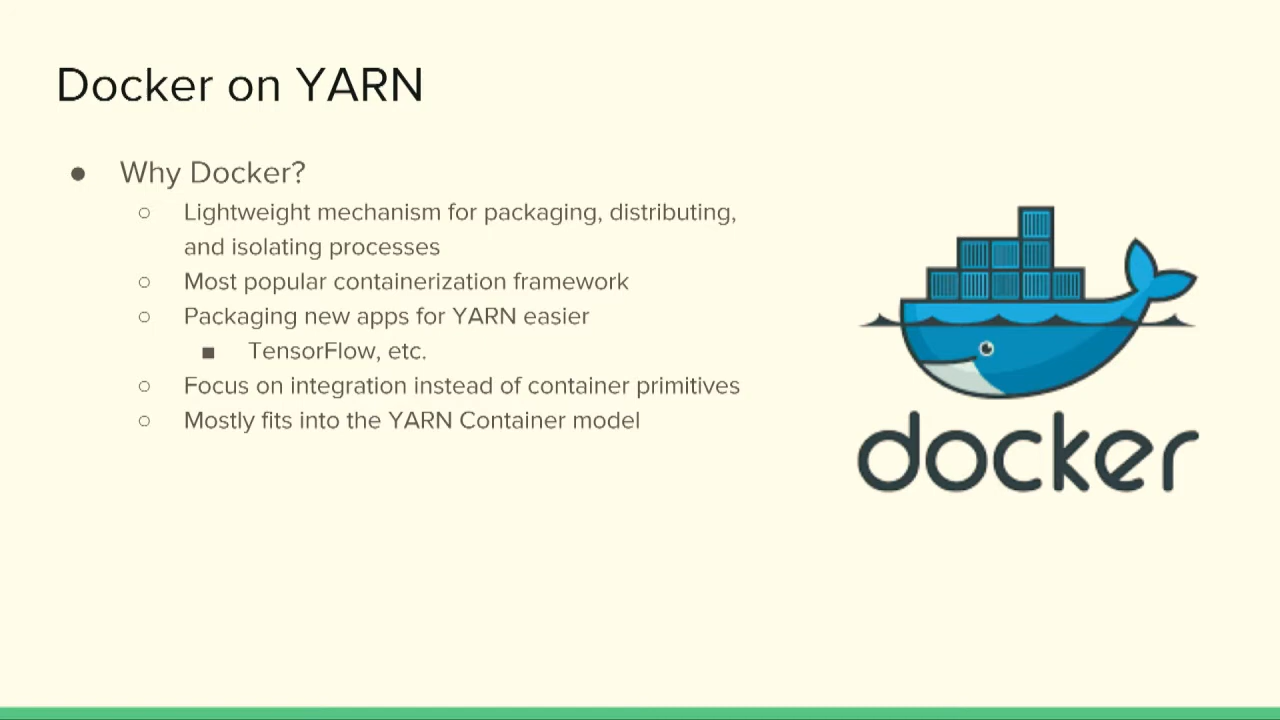 Docker on YARN
● Why Docker?
○ Lightweight mechanism for packaging, distributing,
and isolating processes
○ Most popular containerization framework
○ Packaging new apps for YARN easier
■ TensorFlow, etc.
○ Focus on integration instead of container primitives
○ Mostly fits into the YARN Container model
docker